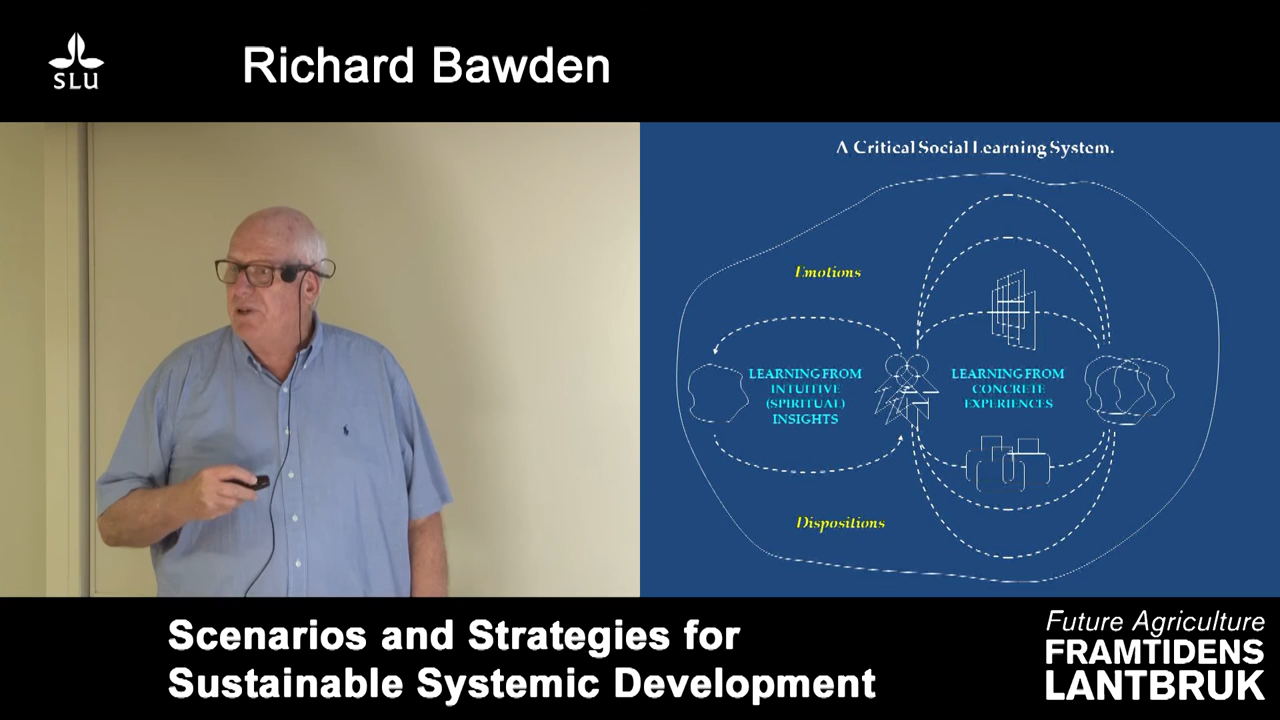 SLU
Richard Bawden
A Critical Social Learning System.
Emotions
LEARNING FROM
INTUITIVE
(SPIRITUAL)
INSIGHTS
LEARNING FROM
CONCRETE
EXPERIENCES
Dispositions
Scenarios and Strategies for
Sustainable Systemic Development
Future Agriculture
FRAMTIDENS
LANTBRUK